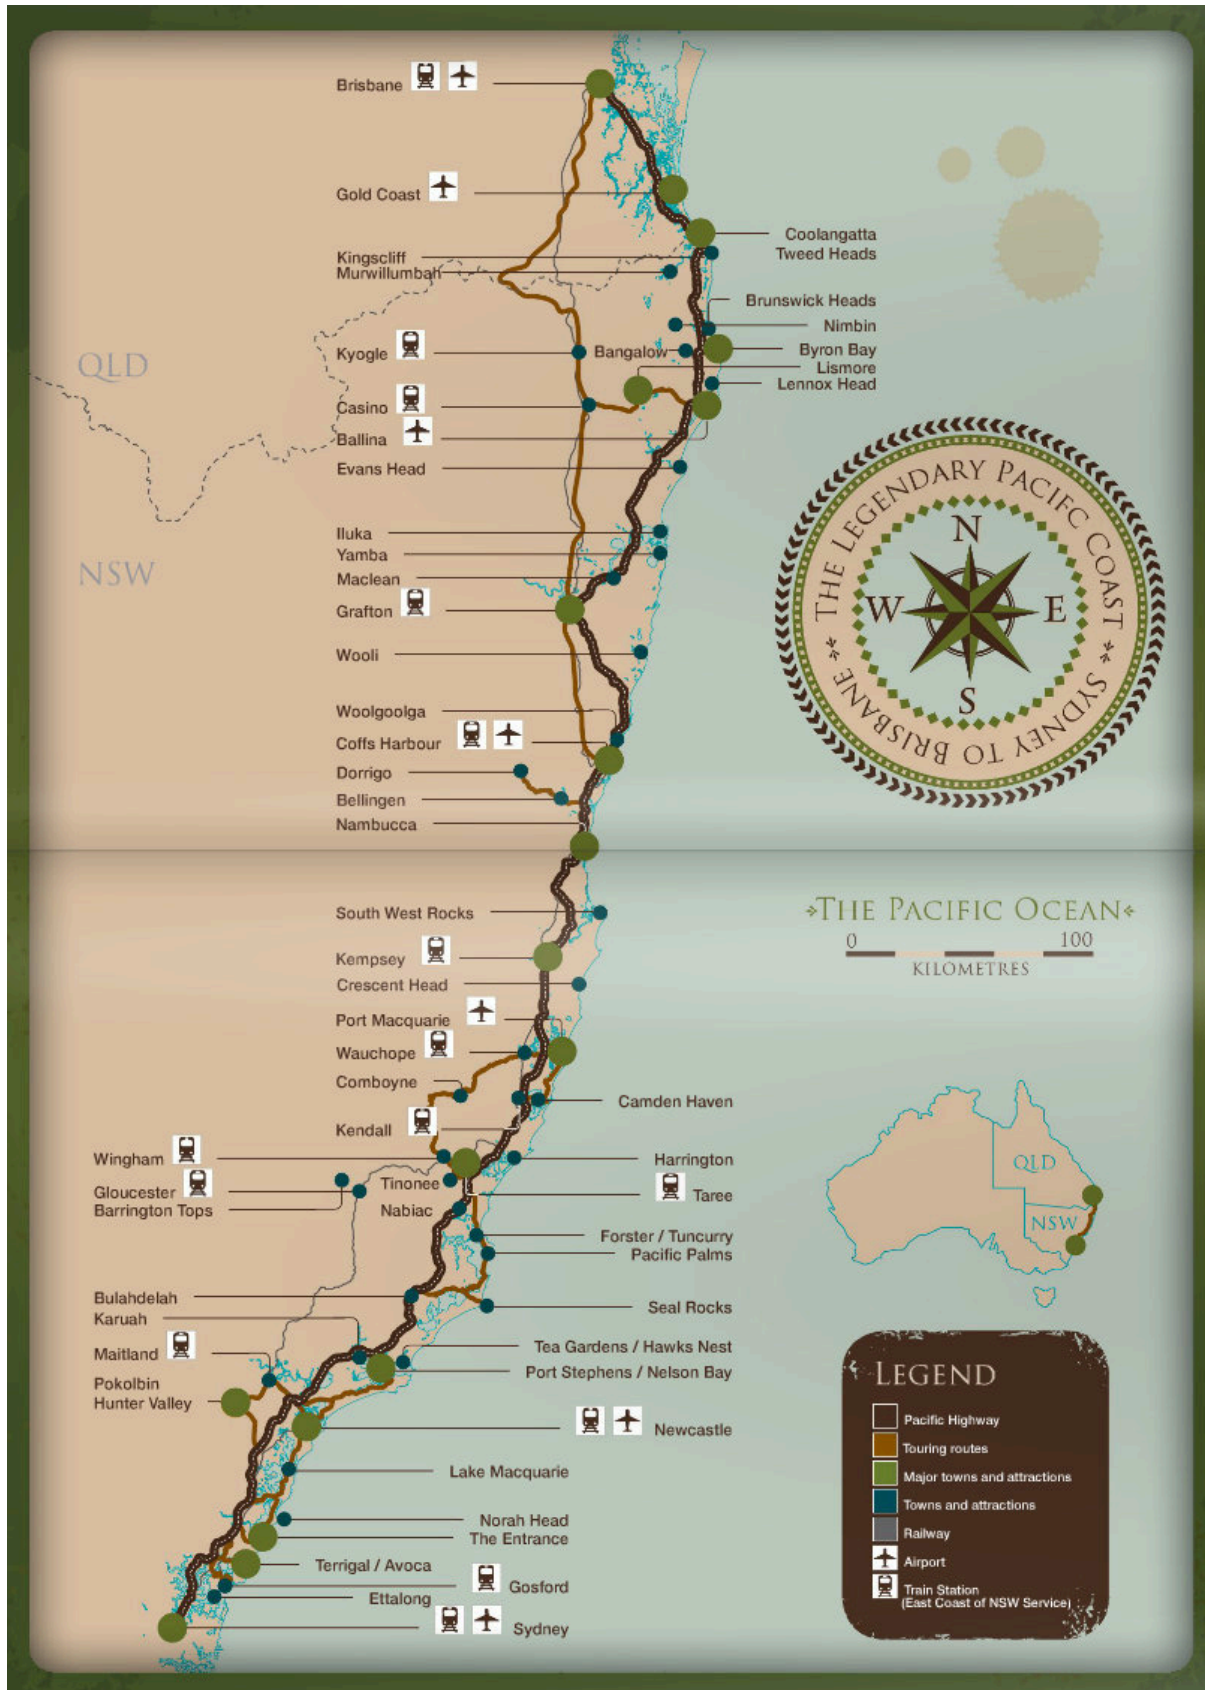 Brisbane
Gold Coast
Coolangatta
Kingscliff
Tweed Heads
Murwillumbah
Brunswick Heads
Nimbin
Kyogle
Bangalow
Byron Bay
Lismore
Lennox Head
QLD
Casino
Ballina
Evans Head
Iluka
Yamba
NSW
Maclean
Grafton
Wooli
Woolgoolga
Coffs Harbour
Dorrigo
Bellingen
Nambucca
THE LEGENDARY PACIFC COAST
SYDNEY TO BRISBANE
N
W
E
S
THE PACIFIC OCEAN
0 100
KILOMETRES
South West Rocks
Kempsey
Crescent Head
Port Macquarie
Wauchope
Comboyne
Camden Haven
Kendall
Wingham
Harrington
Gloucester
Tinonee
Taree
Barrington Tops
Nabiac
Forster / Tuncurry
Pacific Palms
Bulahdelah
Seal Rocks
Karuah
Tea Gardens / Hawks Nest
Maitland
Port Stephens / Nelson Bay
Pokolbin
Hunter Valley
Newcastle
Lake Macquarie
Norah Head
The Entrance
Terrigal / Avoca
Gosford
Ettalong
Sydney
QLD
NSW
LEGEND
Pacific Highway
Touring routes
Major towns and attractions
Towns and attractions
Railway
Airport
Train Station
(East Coast of NSW Service)